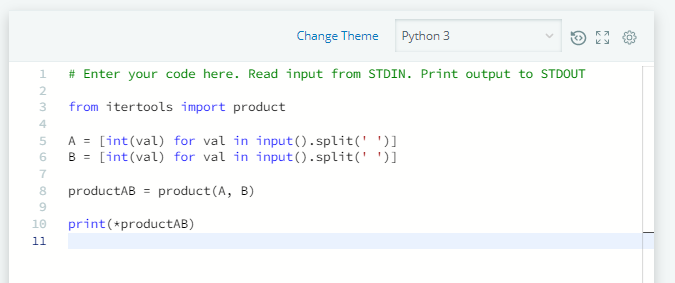 Change Theme Python 3
1 # Enter your code here. Read input from STDIN. Print output to STDOUT
2
3 from itertools import product
4
5 A = [int(val) for val in input().split(' ')]
6 B = [int(val) for val in input().split(' ')]
7
8 productAB = product(A, B)
9
10 print(*productAB)
11